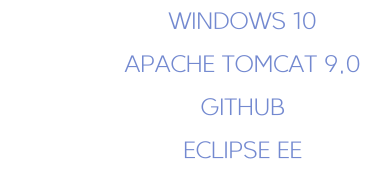 WINDOWS 10
APACHE TOMCAT 9.0
GITHUB
ECLIPSE EE